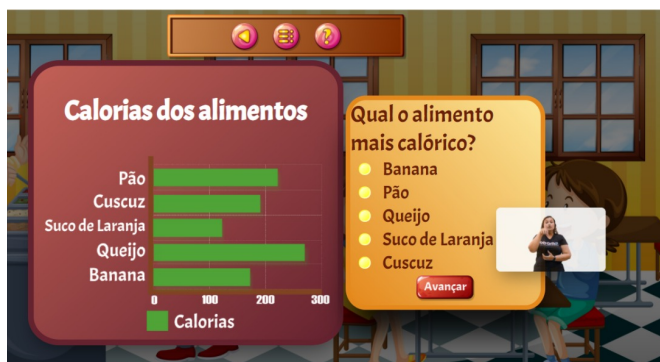 Calorias dos alimentos
Pão
Cuscuz
Suco de Laranja
Queijo
Banana
0 100 200 300
Calorias
Qual o alimento
mais calórico?
Banana
Pão
Queijo
Suco de Laranja
Cuscuz
Avançar